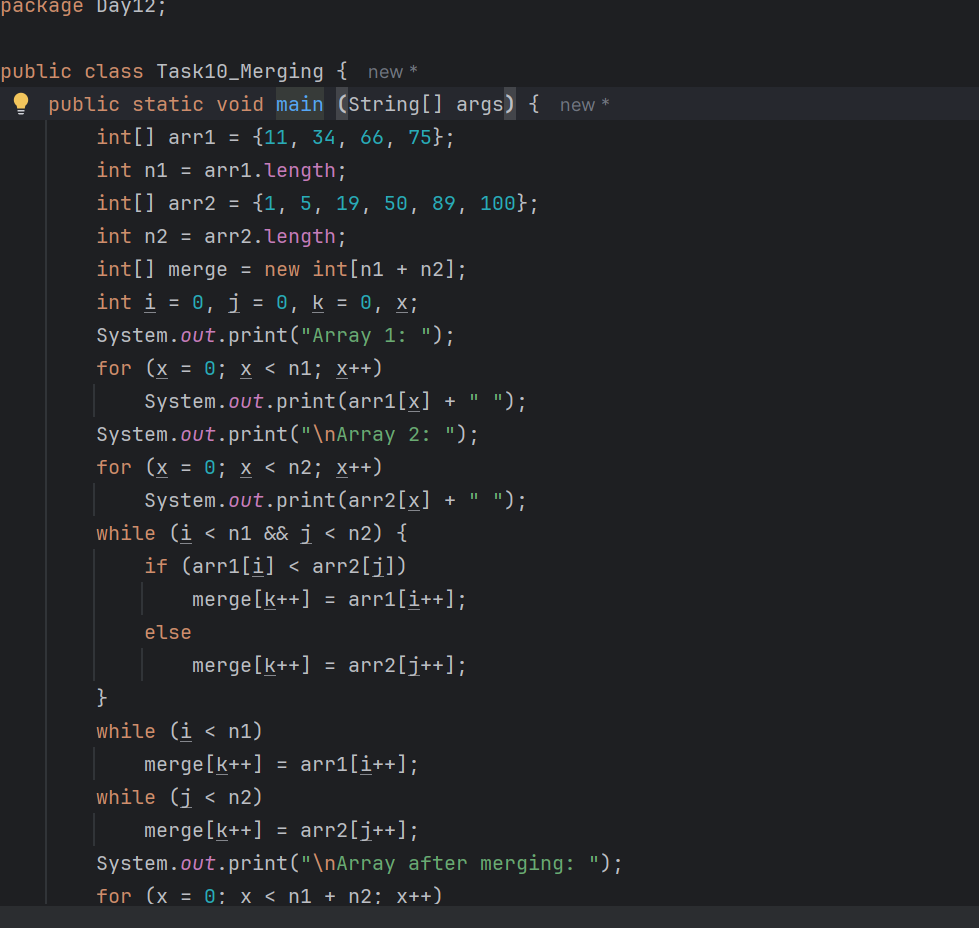 package Day12;
public class Task10_Merging {  new *
    public static void main (String[] args) {  new *
        int[] arr1 = {11, 34, 66, 75};
        int n1 = arr1.length;
        int[] arr2 = {1, 5, 19, 50, 89, 100};
        int n2 = arr2.length;
        int[] merge = new int[n1 + n2];
        int i = 0, j = 0, k = 0, x;
        System.out.print("Array 1: ");
        for (x = 0; x < n1; x++)
            System.out.print(arr1[x] + " ");
        System.out.print("\nArray 2: ");
        for (x = 0; x < n2; x++)
            System.out.print(arr2[x] + " ");
        while (i < n1 && j < n2) {
            if (arr1[i] < arr2[j])
                merge[k++] = arr1[i++];
            else
                merge[k++] = arr2[j++];
        }
        while (i < n1)
            merge[k++] = arr1[i++];
        while (j < n2)
            merge[k++] = arr2[j++];
        System.out.print("\nArray after merging: ");
        for (x = 0; x < n1 + n2; x++)